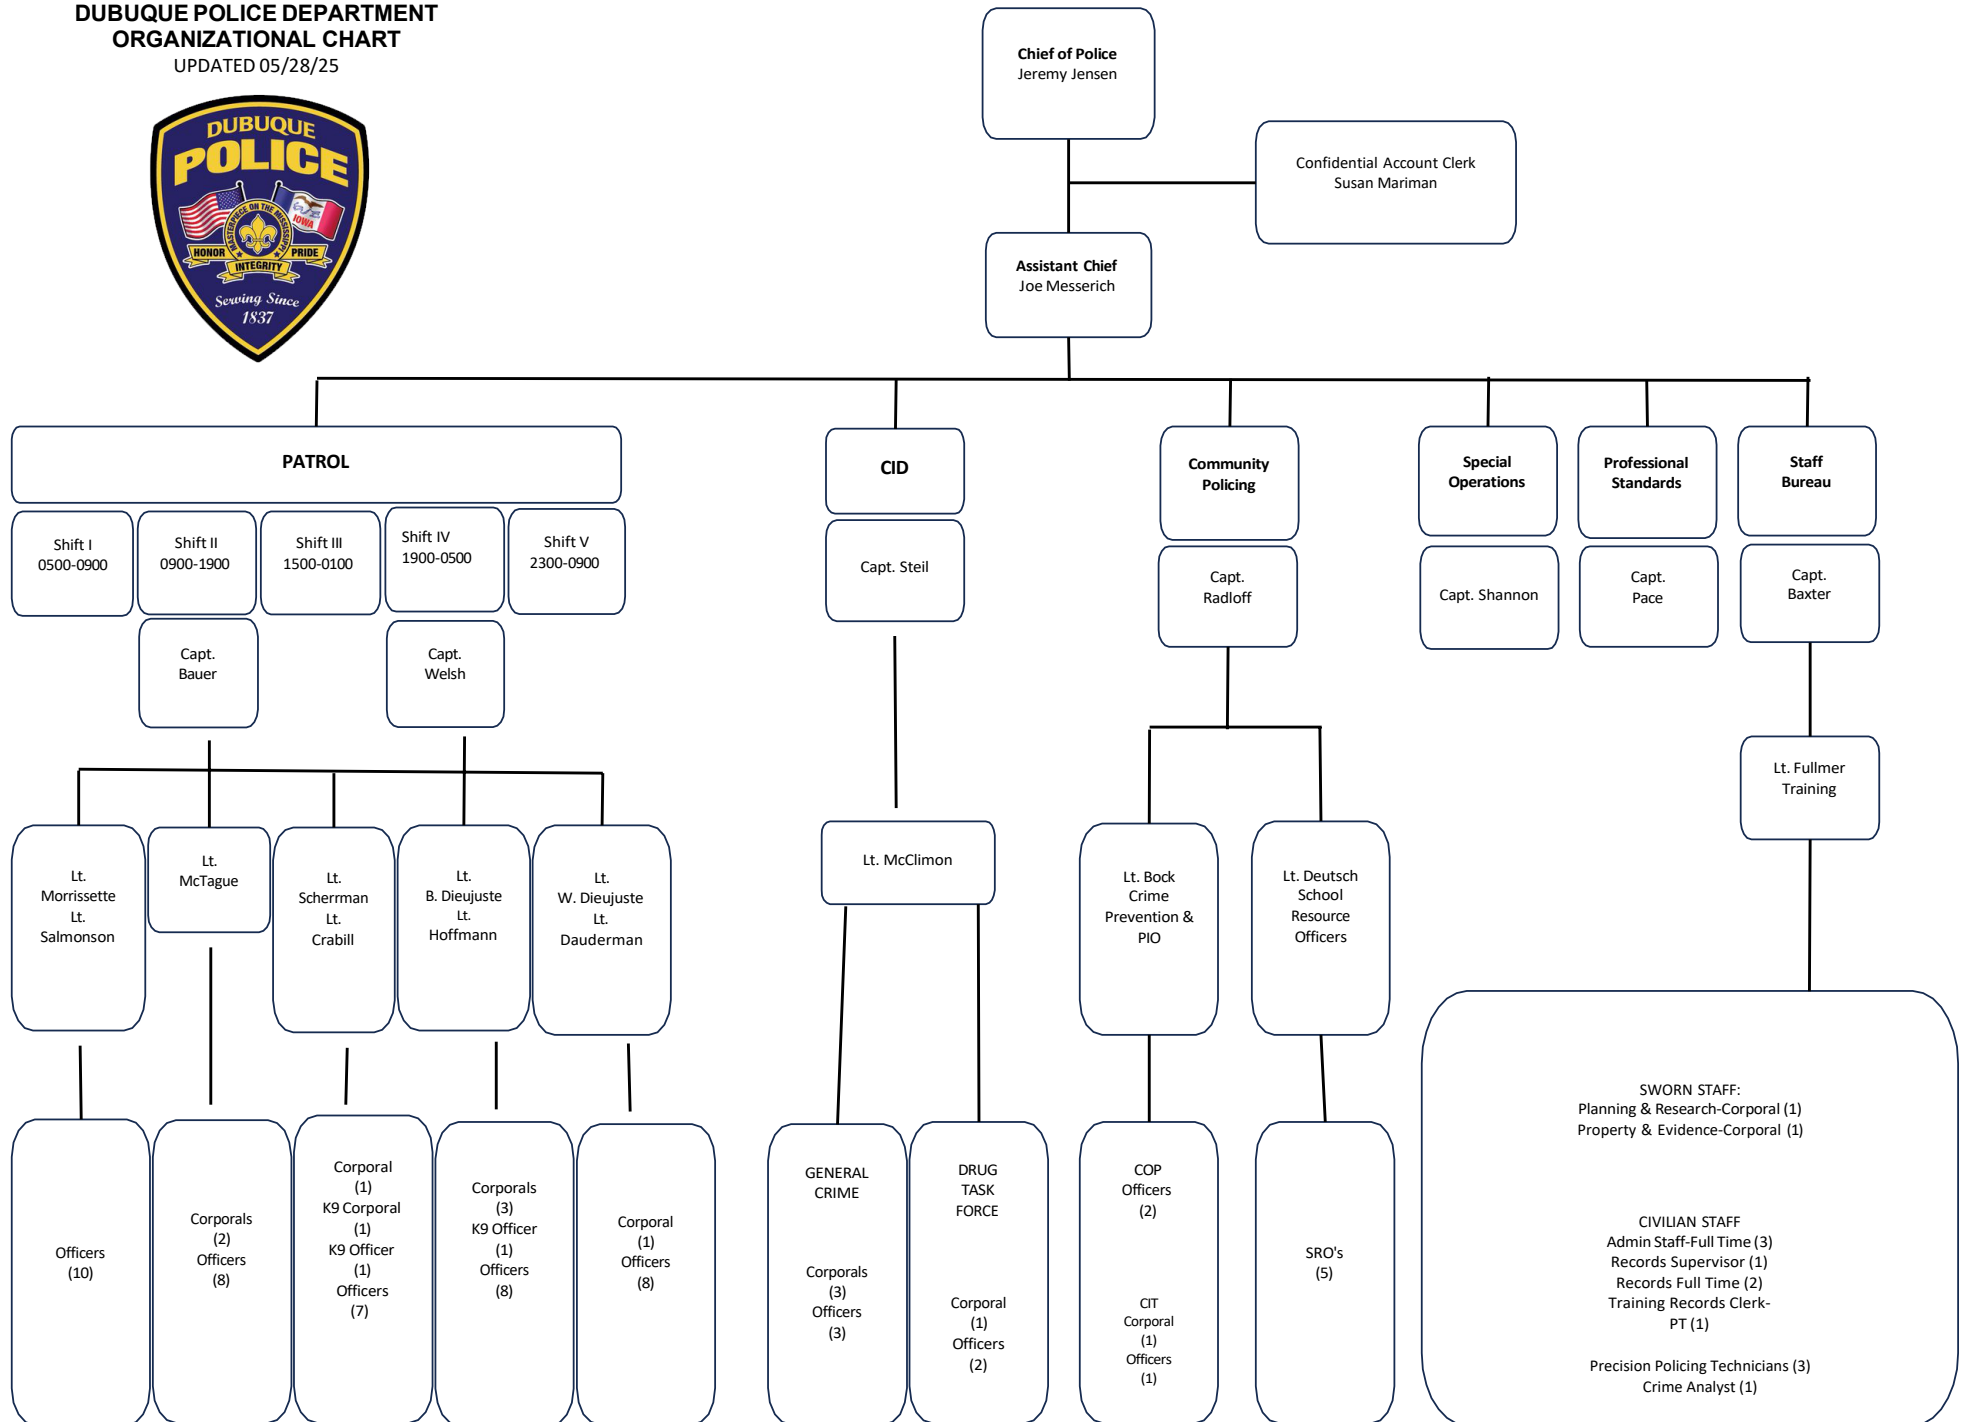 DUBUQUE POLICE DEPARTMENT
ORGANIZATIONAL CHART
UPDATED 05/28/25
DUBUQUE
POLICE
MASTERPIECE ON THE MISSISSIPPI
IOWA
HONOR
PRIDE
INTEGRITY
Serving Since
1837
Chief of Police
Jeremy Jensen
Confidential Account Clerk
Susan Mariman
Assistant Chief
Joe Messerich
PATROL
CID
Community
Policing
Special
Operations
Professional
Standards
Staff
Bureau
Shift I
0500-0900
Shift II
0900-1900
Shift III
1500-0100
Shift IV
1900-0500
Shift V
2300-0900
Capt. Steil
Capt.
Radloff
Capt. Shannon
Capt.
Pace
Capt.
Baxter
Capt.
Bauer
Capt.
Welsh
Lt. Fullmer
Training
Lt.
Morrissette
Lt.
Salmonson
Lt.
McTague
Lt.
Scherrman
Lt.
Crabill
Lt.
B. Dieujuste
Lt.
Hoffmann
Lt.
W. Dieujuste
Lt.
Dauderman
Lt. McClimon
Lt. Bock
Crime
Prevention &
PIO
Lt. Deutsch
School
Resource
Officers
Officers
(10)
Corporals
(2)
Officers
(8)
Corporal
(1)
K9 Corporal
(1)
K9 Officer
(1)
Officers
(7)
Corporals
(3)
K9 Officer
(1)
Officers
(8)
Corporal
(1)
Officers
(8)
GENERAL
CRIME
Corporals
(3)
Officers
(3)
DRUG
TASK
FORCE
Corporal
(1)
Officers
(2)
COP
Officers
(2)
CIT
Corporal
(1)
Officers
(1)
SRO's
(5)
SWORN STAFF:
Planning & Research-Corporal (1)
Property & Evidence-Corporal (1)
CIVILIAN STAFF
Admin Staff-Full Time (3)
Records Supervisor (1)
Records Full Time (2)
Training Records Clerk-
PT (1)
Precision Policing Technicians (3)
Crime Analyst (1)